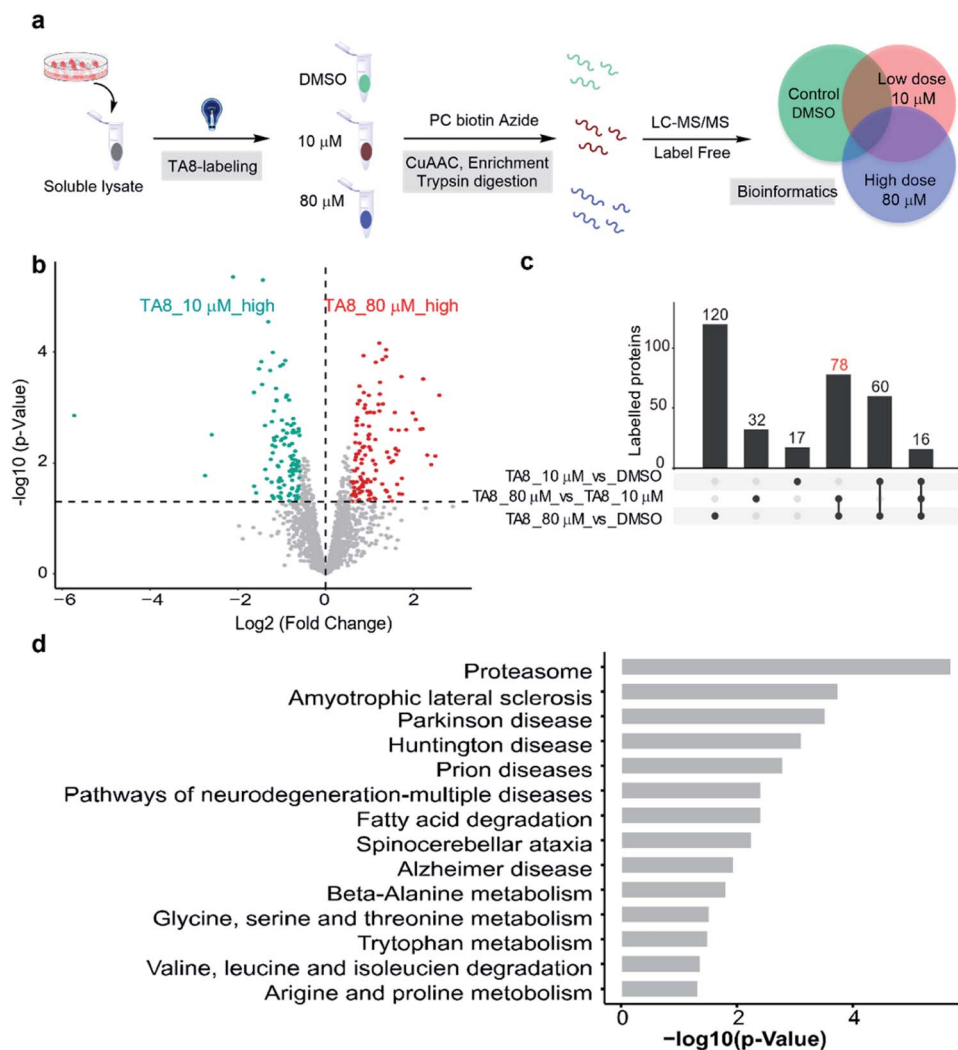 a
DMSO
10 μM
80 μM
Soluble lysate
TA8-labeling
PC biotin Azide
CuAAC, Enrichment
Trypsin digestion
LC-MS/MS
Label Free
Bioinformatics
Control
DMSO
Low dose
10 μM
High dose
80 μM
b
TA8_10 μM_high
TA8_80 μM_high
-log10 (p-Value)
4
2
0
−6
−4
−2
0
2
Log2 (Fold Change)
c
Labelled proteins
100
50
0
120
32
17
78
60
16
TA8_10 μM_vs_DMSO
TA8_80 μM_vs_TA8_10 μM
TA8_80 μM_vs_DMSO
d
Proteasome
Amyotrophic lateral sclerosis
Parkinson disease
Huntington disease
Prion diseases
Pathways of neurodegeneration-multiple diseases
Fatty acid degradation
Spinocerebellar ataxia
Alzheimer disease
Beta-Alanine metabolism
Glycine, serine and threonine metabolism
Trytophan metabolism
Valine, leucine and isoleucien degradation
Arigine and proline metobolism
0
2
4
−log10(p-Value)